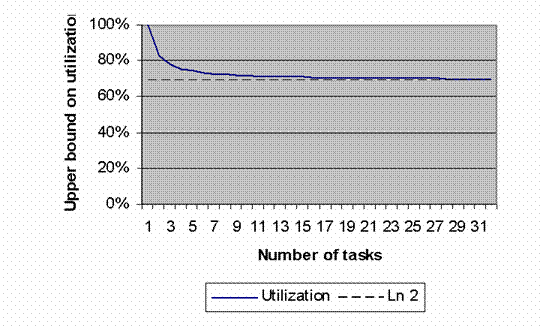 Upper bound on utilization
100%
80%
60%
40%
20%
0%
1 3 5 7 9 11 13 15 17 19 21 23 25 27 29 31
Number of tasks
Utilization Ln 2